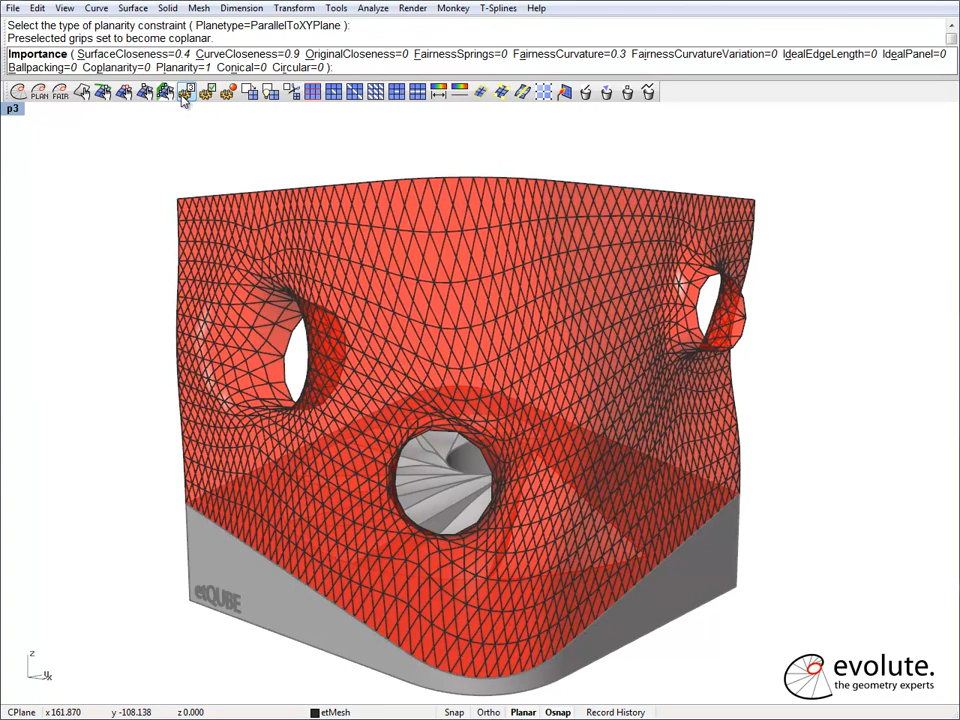 File Edit View Curve Surface Solid Mesh Dimension Transform Tools Analyze Render Monkey T-Splines Help
Select the type of planarity constraint ( Planetype=ParallelToXYPlane ):
Preselected grips set to become coplanar.
Importance ( SurfaceCloseness=0.4 CurveCloseness=0.9 OriginalCloseness=0 FairnessSprings=0 FairnessCurvature=0.3 FairnessCurvatureVariation=0 IdealEdgeLength=0 IdealPanel=0
Ballpacking=0 Coplanarity=0 Planarity=1 Conical=0 Circular=0 ):
PLAN FAIR
p3
etQUBE
z
evolute.
the geometry experts
CPlane x 161.870 y -108.138 z 0.000 etMesh Snap Ortho Planar Osnap Record History